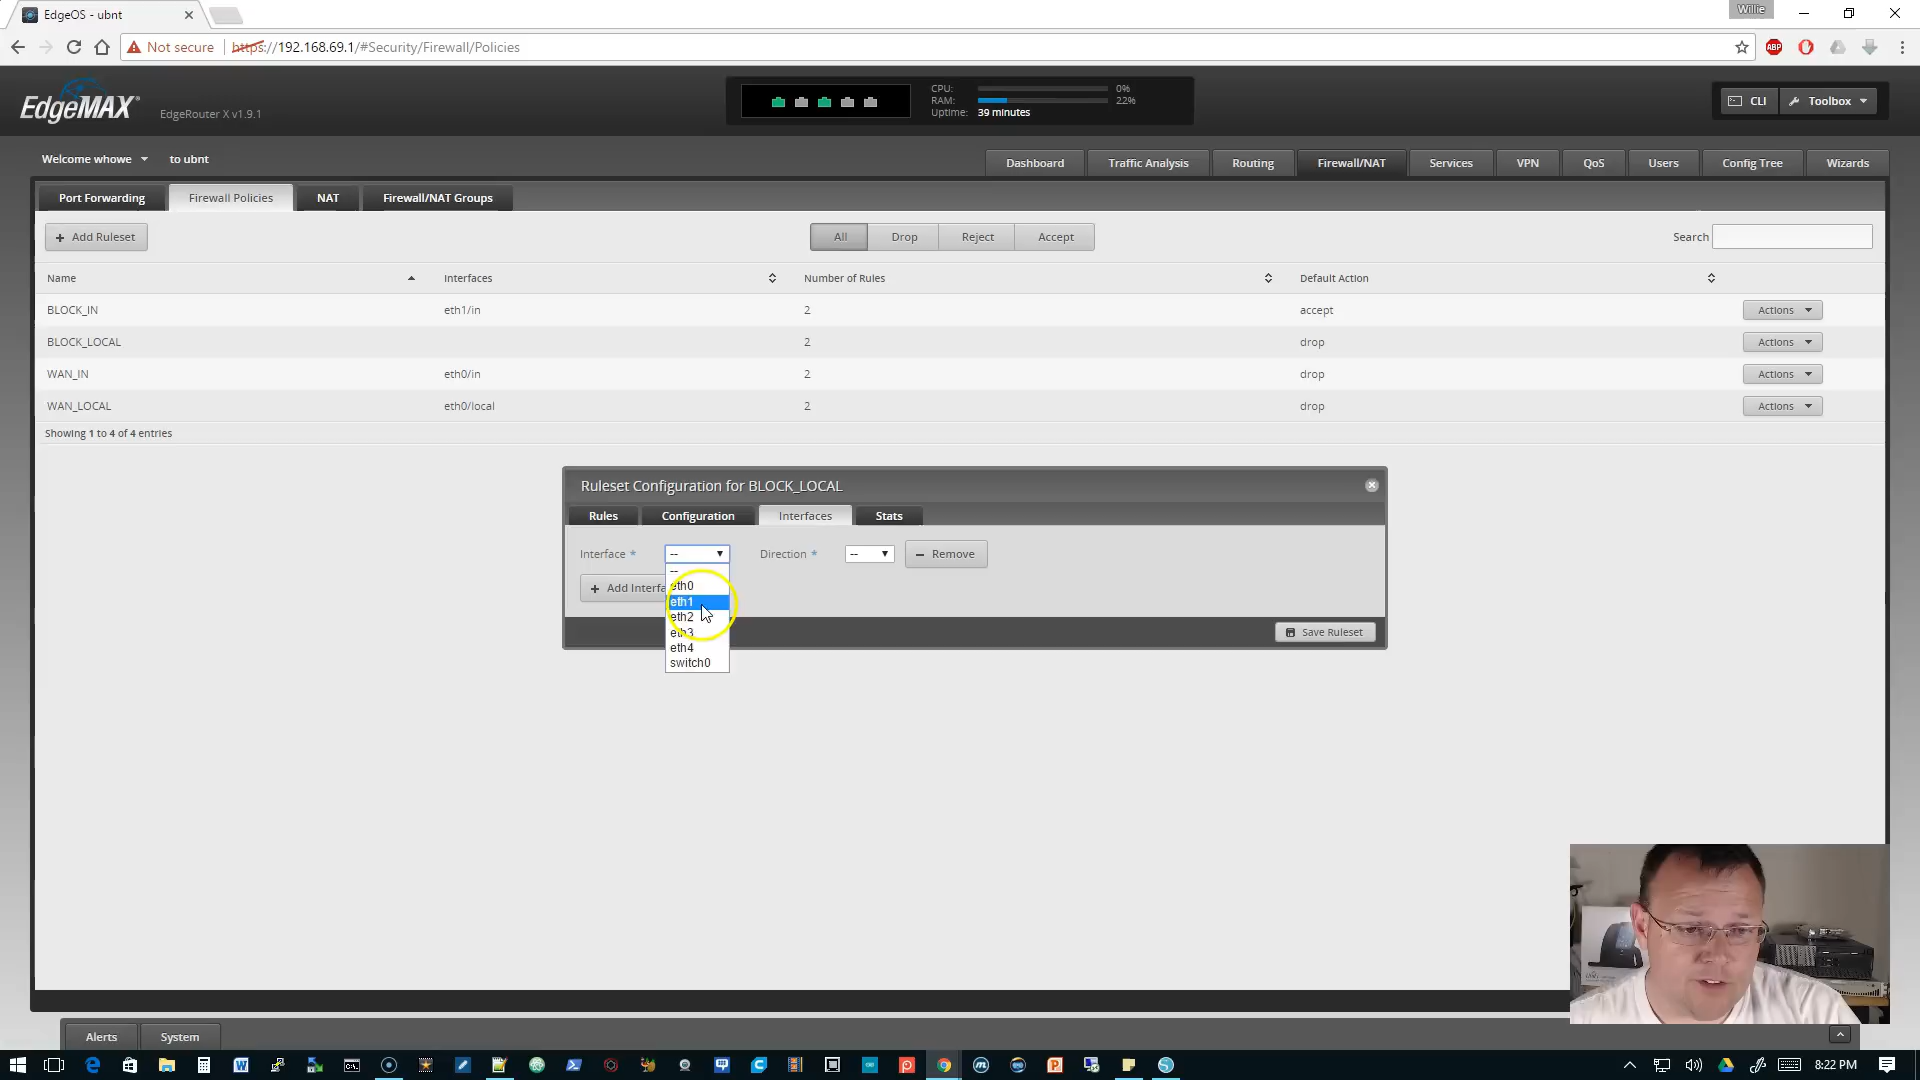 EdgeOS - ubnt
Willie
Not secure https://192.168.69.1/#Security/Firewall/Policies
ABP
EdgeMAX
EdgeRouter X v1.9.1
CPU: 0%
RAM: 22%
Uptime: 39 minutes
CLI Toolbox
Welcome whowe to ubnt
Dashboard Traffic Analysis Routing Firewall/NAT Services VPN QoS Users Config Tree Wizards
Port Forwarding Firewall Policies NAT Firewall/NAT Groups
+ Add Ruleset All Drop Reject Accept Search
Name Interfaces Number of Rules Default Action
BLOCK_IN eth1/in 2 accept Actions
BLOCK_LOCAL 2 drop Actions
WAN_IN eth0/in 2 drop Actions
WAN_LOCAL eth0/local 2 drop Actions
Showing 1 to 4 of 4 entries
Ruleset Configuration for BLOCK_LOCAL
Rules Configuration Interfaces Stats
Interface * -- Direction * -- Remove
--
eth0
+ Add Interfa
eth1
eth2
eth3
eth4
switch0
Save Ruleset
Alerts System
8:22 PM